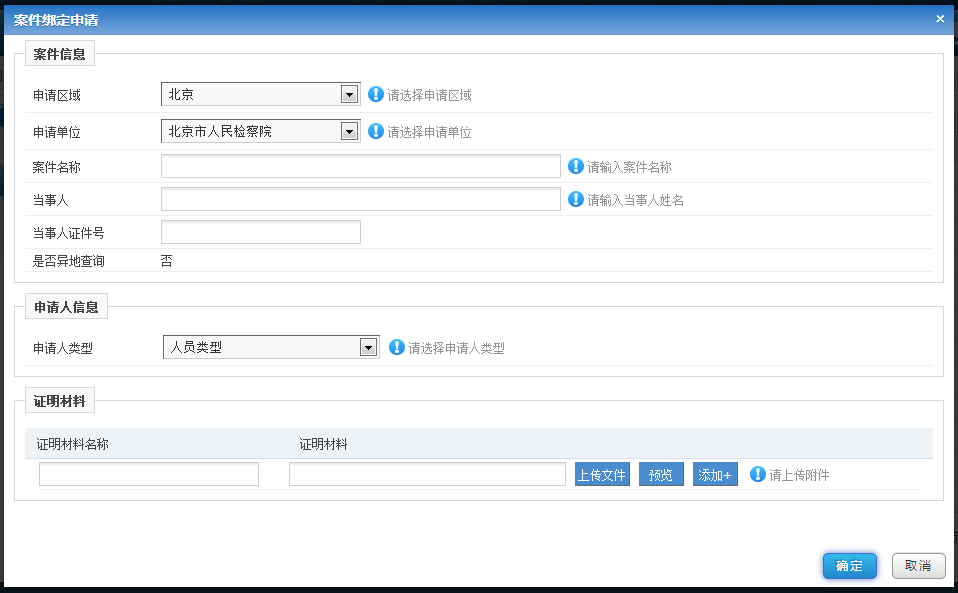 案件绑定申请
案件信息
申请区域 北京 请选择申请区域
申请单位 北京市人民检察院 请选择申请单位
案件名称 请输入案件名称
当事人 请输入当事人姓名
当事人证件号
是否异地查询 否
申请人信息
申请人类型 人员类型 请选择申请人类型
证明材料
证明材料名称 证明材料
上传文件 预览 添加+ 请上传附件
确定 取消